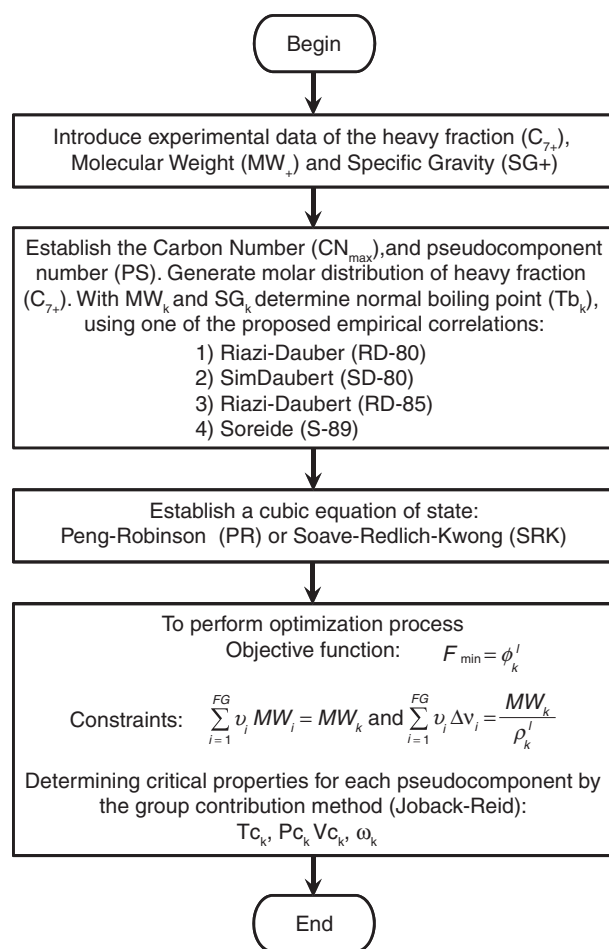 Begin
Introduce experimental data of the heavy fraction (C₇₊),
Molecular Weight (MW₊) and Specific Gravity (SG+)
Establish the Carbon Number (CNₘₐₓ),and pseudocomponent
number (PS). Generate molar distribution of heavy fraction
(C₇₊). With MWₖ and SGₖ determine normal boiling point (Tbₖ),
using one of the proposed empirical correlations:
1) Riazi-Dauber (RD-80)
2) SimDaubert (SD-80)
3) Riazi-Daubert (RD-85)
4) Soreide (S-89)
Establish a cubic equation of state:
Peng-Robinson (PR) or Soave-Redlich-Kwong (SRK)
To perform optimization process
Objective function: F min = ϕₖˡ
Constraints: ∑_{i=1}^{FG} υᵢ MWᵢ = MWₖ and ∑_{i=1}^{FG} υᵢ Δνᵢ = MWₖ / ρₖˡ
Determining critical properties for each pseudocomponent by
the group contribution method (Joback-Reid):
Tcₖ, Pcₖ Vcₖ, ωₖ
End